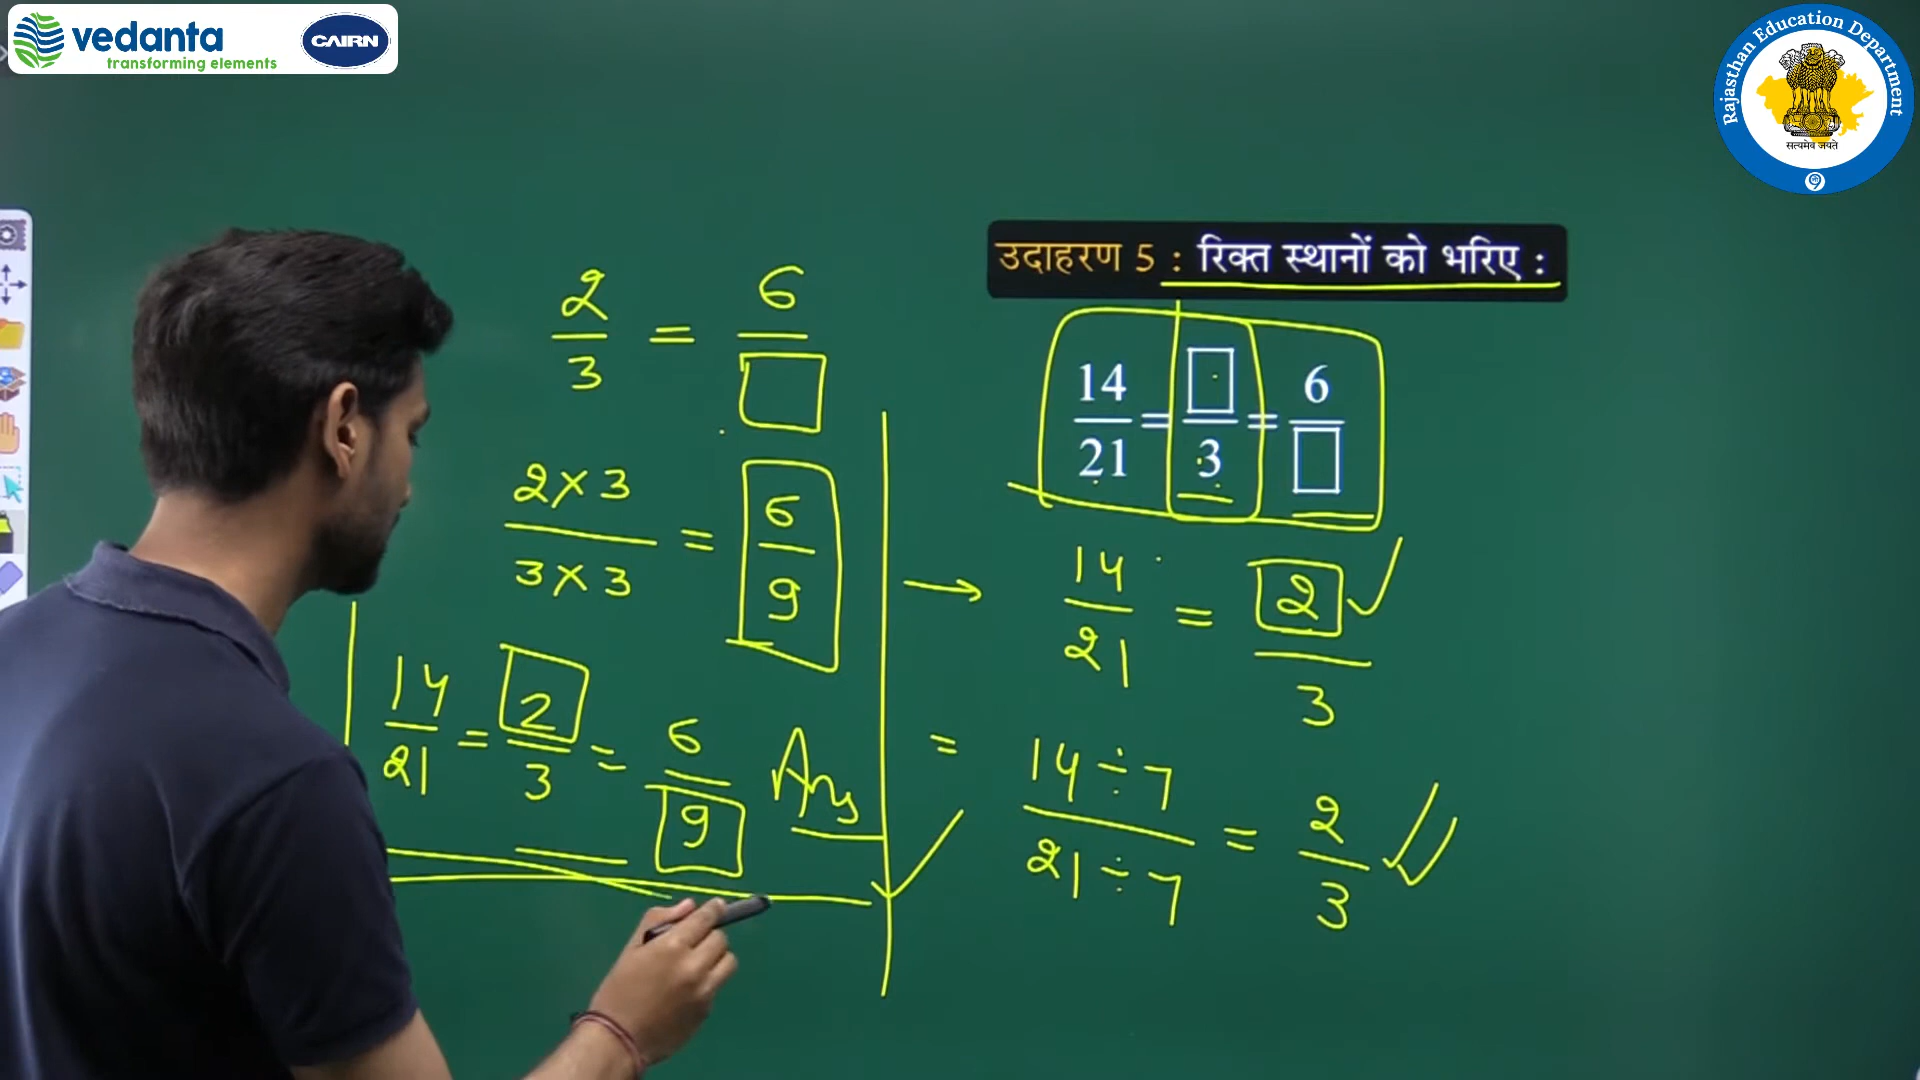 vedanta
transforming elements
CAIRN
Rajasthan Education Department
सत्यमेव जयते
उदाहरण 5 : रिक्त स्थानों को भरिए :
14/21 = □/3 = 6/□
2/3 = 6/□
2×3/3×3 = 6/9
14/21 = 2/3 = 6/9 Ans
→ 14/21 = 2/3 ✓
= 14÷7/21÷7 = 2/3 ✓✓